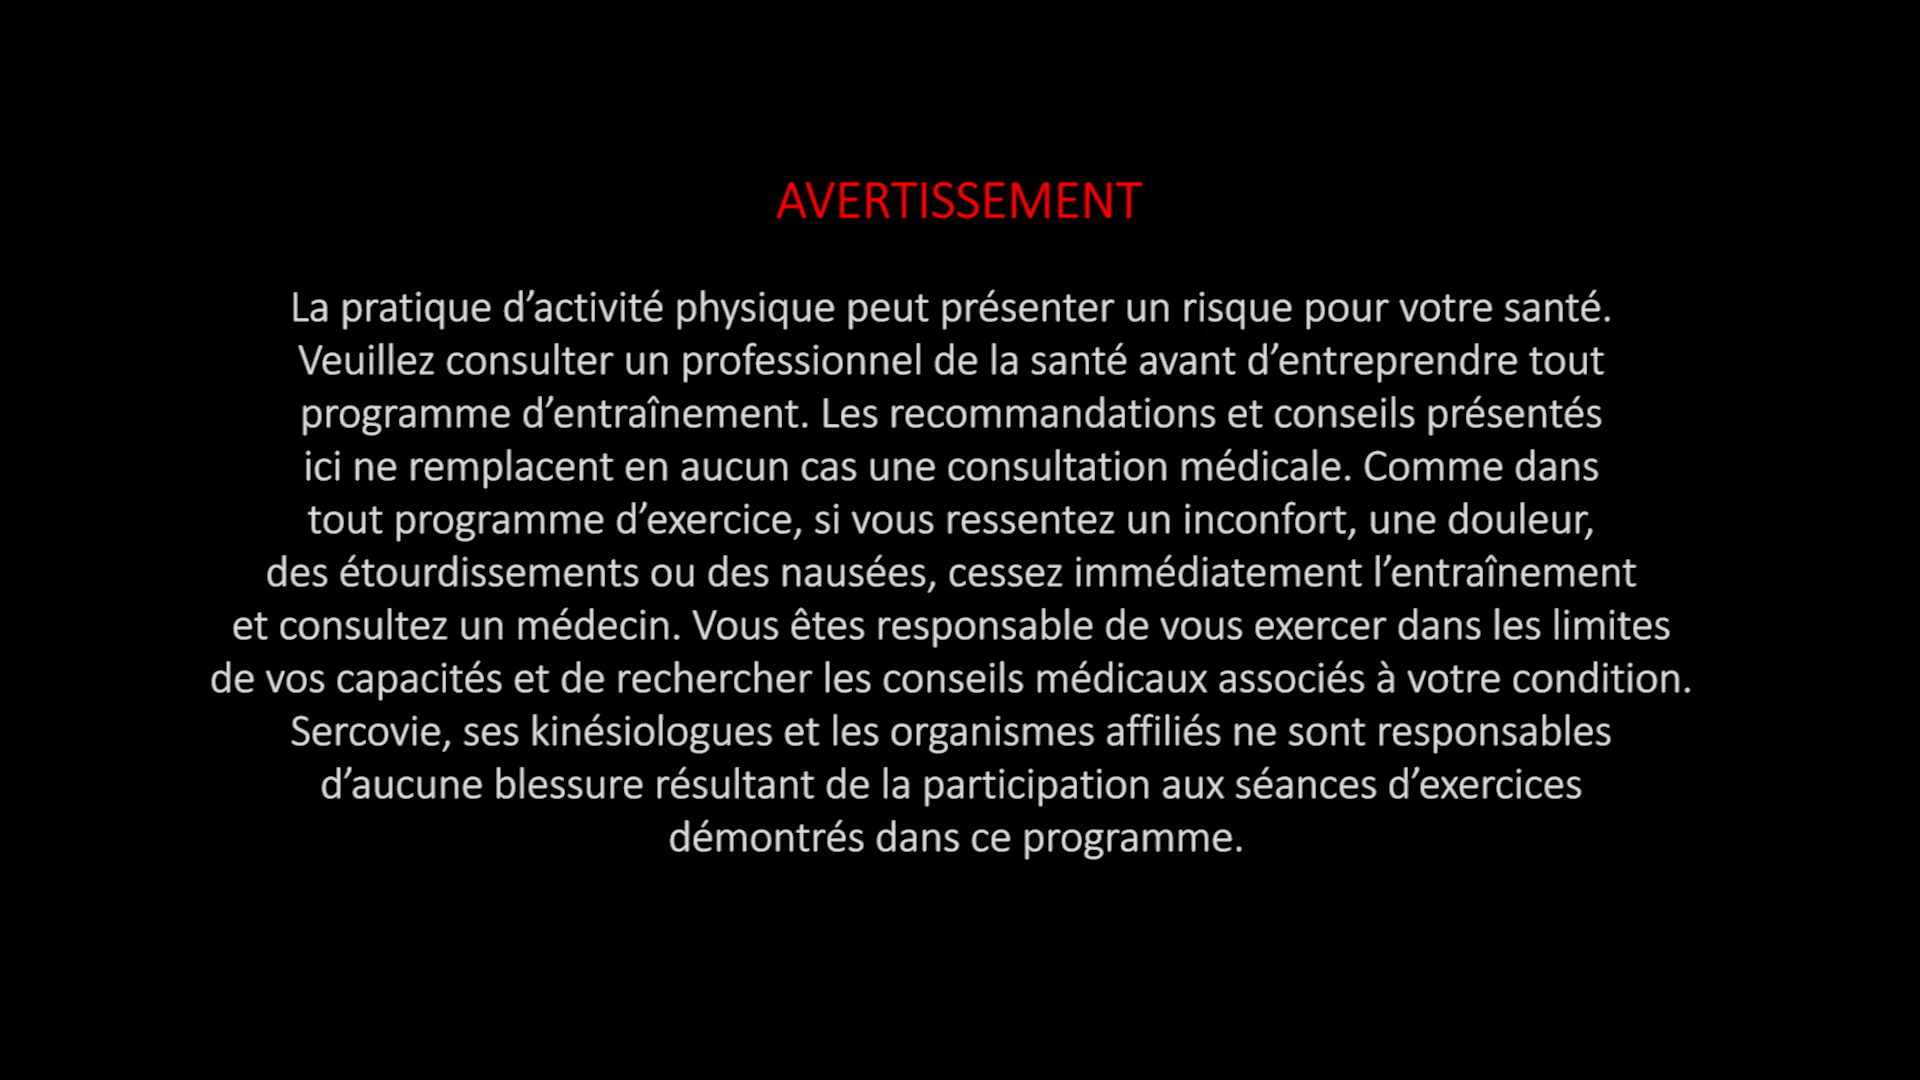 AVERTISSEMENT
La pratique d’activité physique peut présenter un risque pour votre santé.
Veuillez consulter un professionnel de la santé avant d’entreprendre tout
programme d’entraînement. Les recommandations et conseils présentés
ici ne remplacent en aucun cas une consultation médicale. Comme dans
tout programme d’exercice, si vous ressentez un inconfort, une douleur,
des étourdissements ou des nausées, cessez immédiatement l’entraînement
et consultez un médecin. Vous êtes responsable de vous exercer dans les limites
de vos capacités et de rechercher les conseils médicaux associés à votre condition.
Sercovie, ses kinésiologues et les organismes affiliés ne sont responsables
d’aucune blessure résultant de la participation aux séances d’exercices
démontrés dans ce programme.